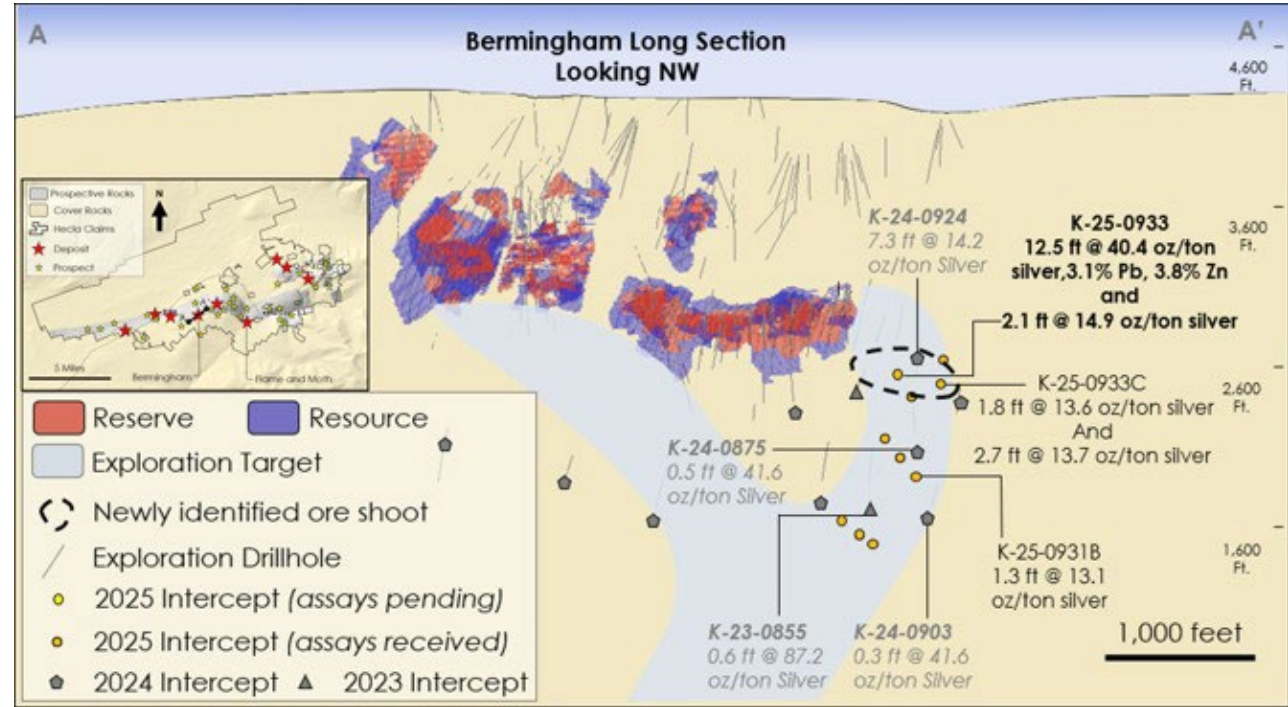 A
Bermingham Long Section
Looking NW
A'
4,600
Ft.
Prospective Rocks
Cover Rocks
Hecla Claims
Deposit
Prospect
N
5 Miles
Bermingham
Flame and Moth
K-24-0924
7.3 ft @ 14.2
oz/ton Silver
K-25-0933
12.5 ft @ 40.4 oz/ton
silver,3.1% Pb, 3.8% Zn
and
2.1 ft @ 14.9 oz/ton silver
3,600
Ft.
K-25-0933C
1.8 ft @ 13.6 oz/ton silver
And
2.7 ft @ 13.7 oz/ton silver
2,600
Ft.
K-24-0875
0.5 ft @ 41.6
oz/ton Silver
K-25-0931B
1.3 ft @ 13.1
oz/ton silver
1,600
Ft.
K-23-0855
0.6 ft @ 87.2
oz/ton Silver
K-24-0903
0.3 ft @ 41.6
oz/ton Silver
1,000 feet
Reserve
Resource
Exploration Target
Newly identified ore shoot
Exploration Drillhole
2025 Intercept (assays pending)
2025 Intercept (assays received)
2024 Intercept
2023 Intercept